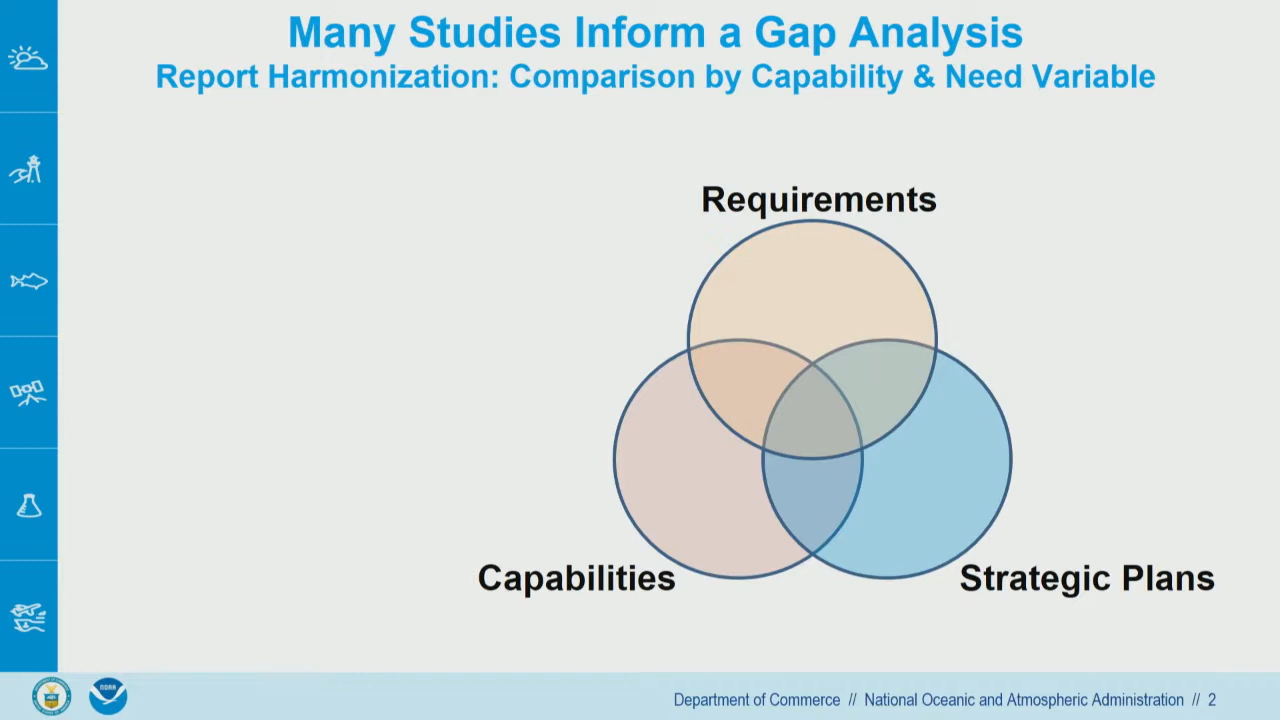 Many Studies Inform a Gap Analysis
Report Harmonization: Comparison by Capability & Need Variable
Requirements
Capabilities
Strategic Plans
NOAA
Department of Commerce // National Oceanic and Atmospheric Administration // 2